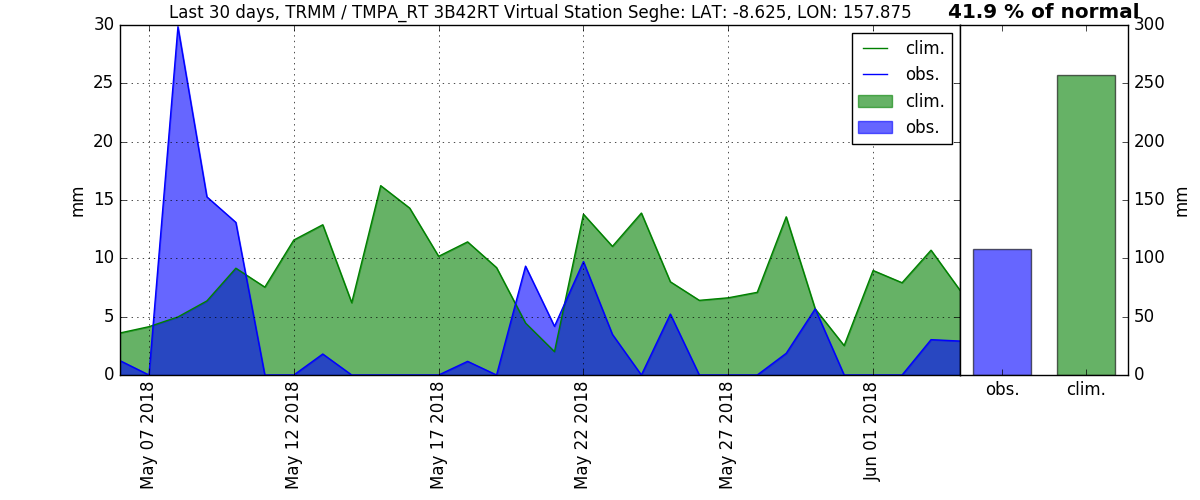 Last 30 days, TRMM / TMPA_RT 3B42RT Virtual Station Seghe: LAT: -8.625, LON: 157.875
41.9 % of normal
30
25
20
15
10
5
0
mm
clim.
obs.
clim.
obs.
300
250
200
150
100
50
0
mm
obs.
clim.
May 07 2018
May 12 2018
May 17 2018
May 22 2018
May 27 2018
Jun 01 2018